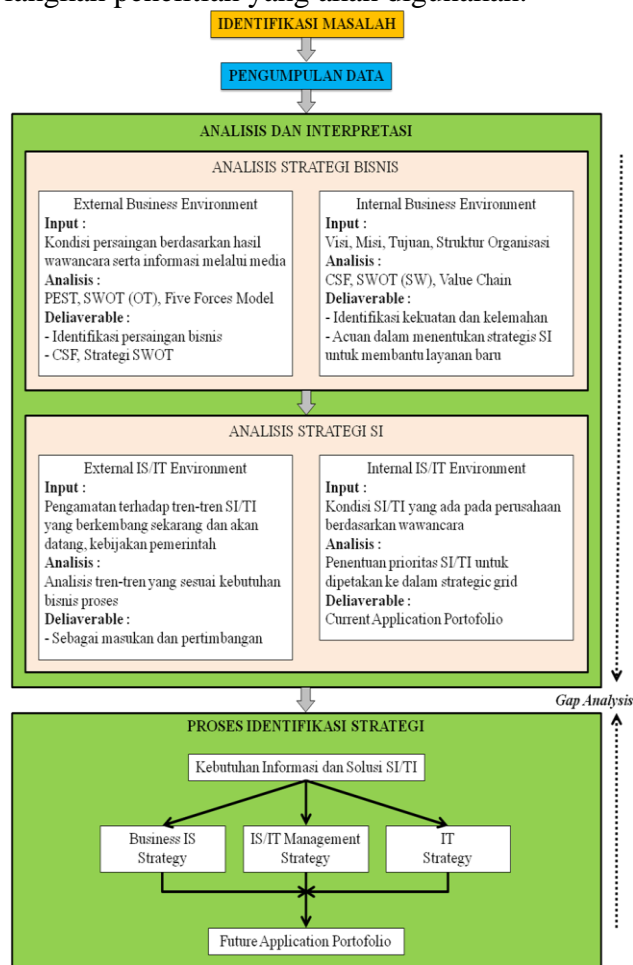 langkah penelitian yang akan digunakan.
IDENTIFIKASI MASALAH
PENGUMPULAN DATA
ANALISIS DAN INTERPRETASI
ANALISIS STRATEGI BISNIS
External Business Environment
Input :
Kondisi persaingan berdasarkan hasil
wawancara serta informasi melalui media
Analisis :
PEST, SWOT (OT), Five Forces Model
Deliaverable :
- Identifikasi persaingan bisnis
- CSF, Strategi SWOT
Internal Business Environment
Input :
Visi, Misi, Tujuan, Struktur Organisasi
Analisis :
CSF, SWOT (SW), Value Chain
Deliaverable :
- Identifikasi kekuatan dan kelemahan
- Acuan dalam menentukan strategis SI
untuk membantu layanan baru
ANALISIS STRATEGI SI
External IS/IT Environment
Input :
Pengamatan terhadap tren-tren SI/TI
yang berkembang sekarang dan akan
datang, kebijakan pemerintah
Analisis :
Analisis tren-tren yang sesuai kebutuhan
bisnis proses
Deliaverable :
- Sebagai masukan dan pertimbangan
Internal IS/IT Environment
Input :
Kondisi SI/TI yang ada pada perusahaan
berdasarkan wawancara
Analisis :
Penentuan prioritas SI/TI untuk
dipetakan ke dalam strategic grid
Deliaverable :
Current Application Portofolio
Gap Analysis
PROSES IDENTIFIKASI STRATEGI
Kebutuhan Informasi dan Solusi SI/TI
Business IS
Strategy
IS/IT Management
Strategy
IT
Strategy
Future Application Portofolio